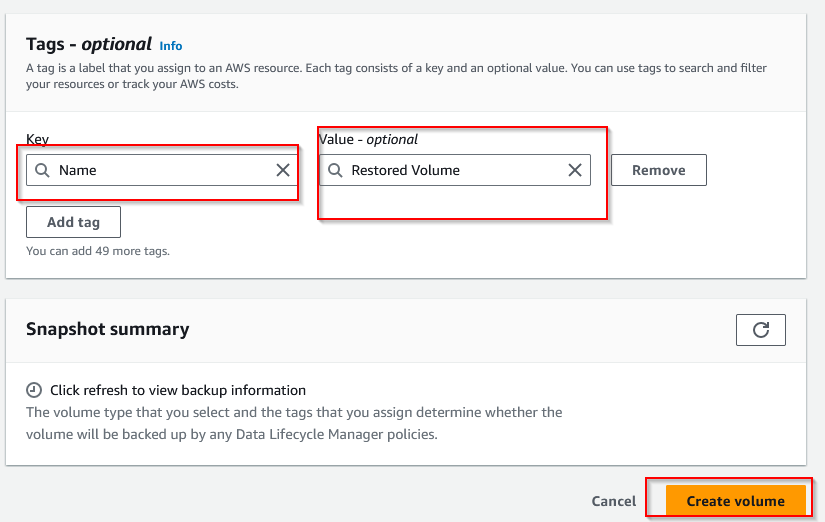 Tags - optional Info
A tag is a label that you assign to an AWS resource. Each tag consists of a key and an optional value. You can use tags to search and filter
your resources or track your AWS costs.
Key Value - optional
Name Restored Volume Remove
Add tag
You can add 49 more tags.
Snapshot summary
Click refresh to view backup information
The volume type that you select and the tags that you assign determine whether the
volume will be backed up by any Data Lifecycle Manager policies.
Cancel Create volume